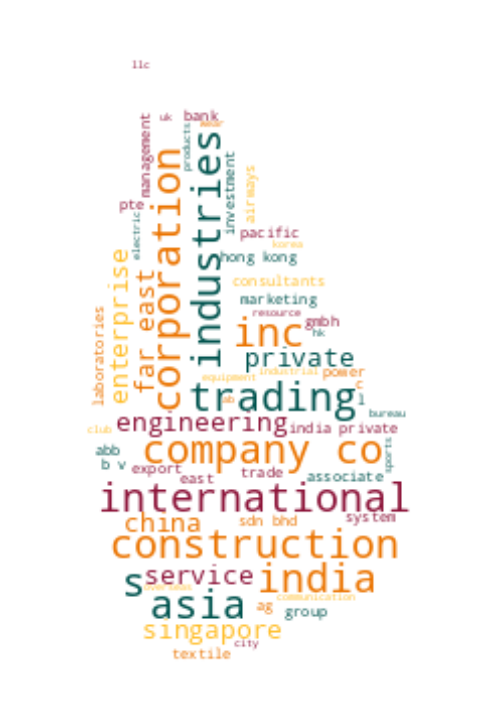 llc
uk
bank
management
products
wear
corporation
industries
investment
airways
pte
electric
pacific
korea
enterprise
far east
hong kong
consultants
marketing
laboratories
resource
gmbh
inc
hk
private
equipment
industrial
power
c
trading
ab
l
bureau
engineering
club
india private
company co
abb
sports
b v
export
trade
east
associate
international
china
sdn bhd
system
construction
s
service
india
overseas
asia
communication
ag
group
singapore
city
textile